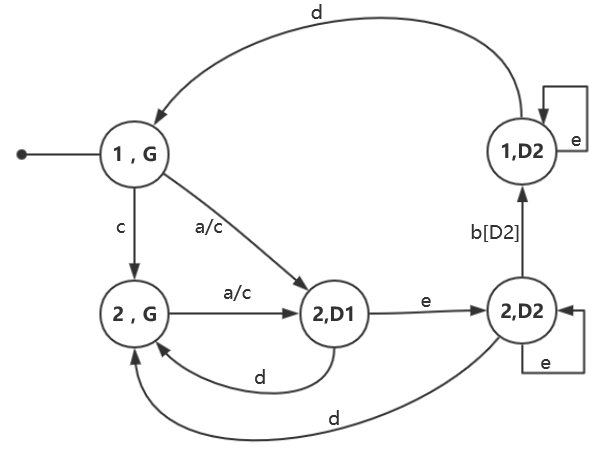 d
1 , G
1,D2
e
c
a/c
b[D2]
2 , G
a/c
2,D1
e
2,D2
d
e
d